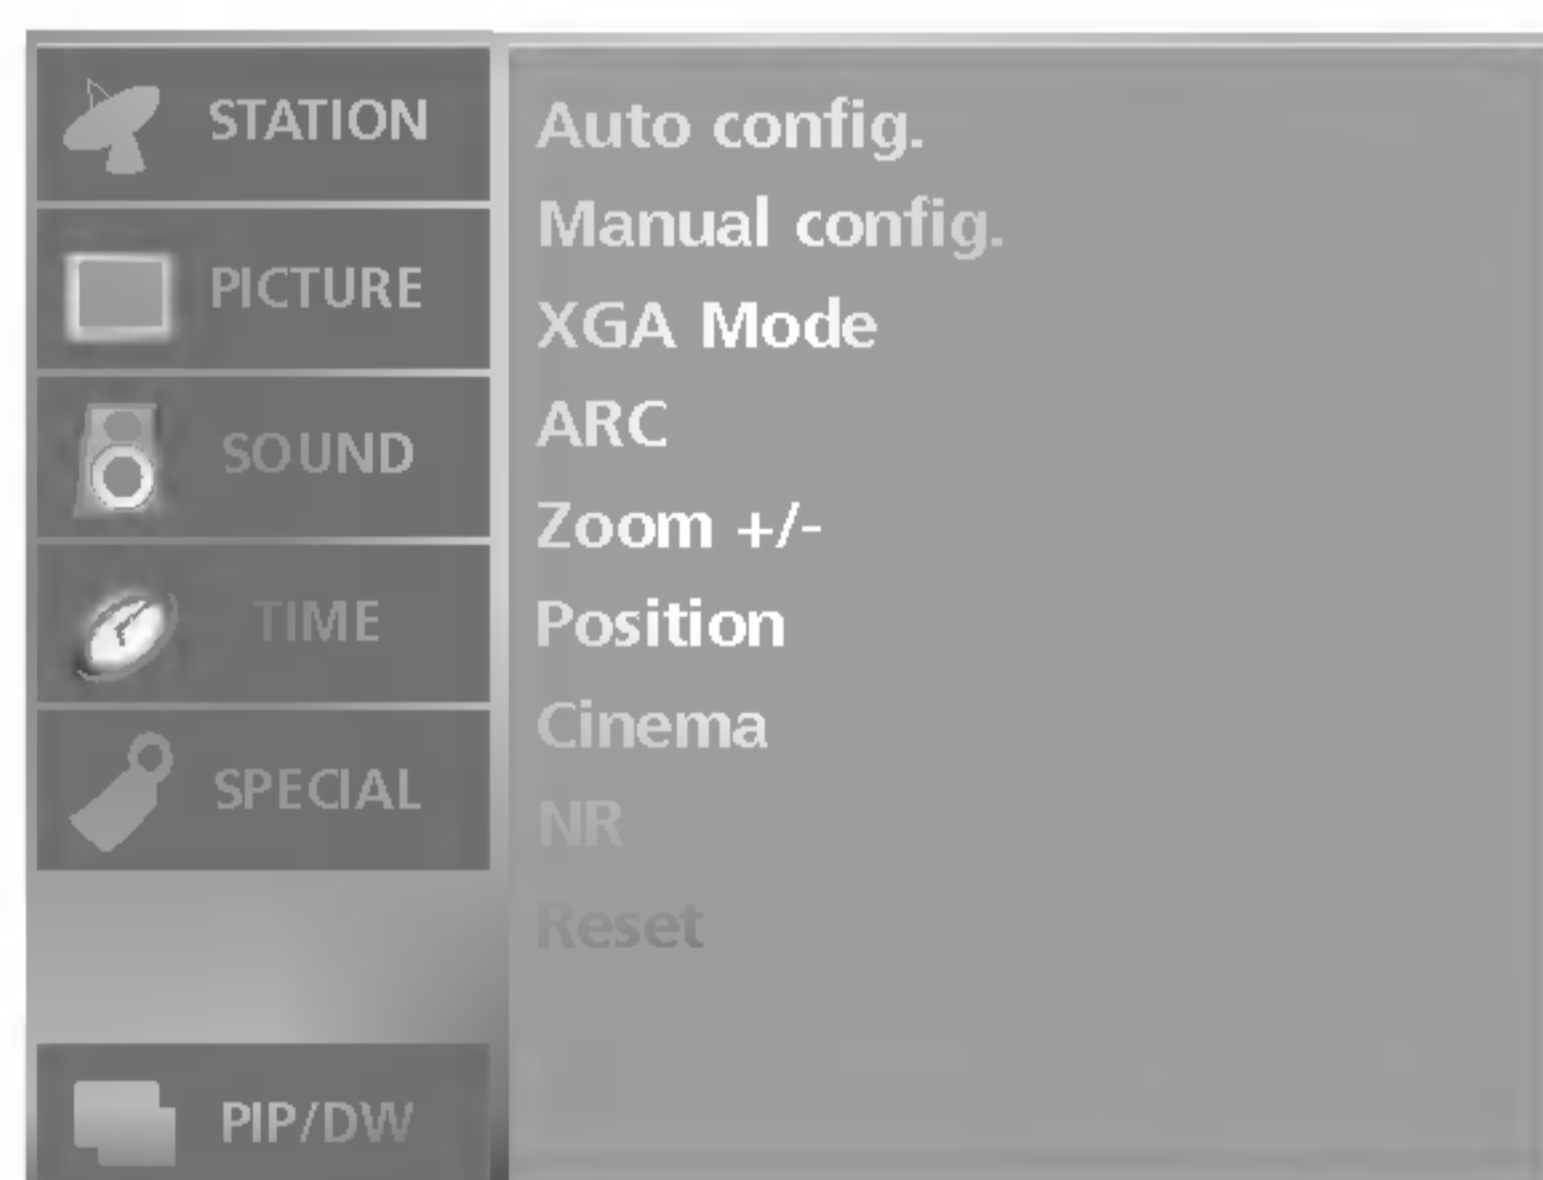 STATION
PICTURE
SOUND
TIME
SPECIAL
PIP/DW
Auto config.
Manual config.
XGA Mode
ARC
Zoom +/-
Position
Cinema
NR
Reset